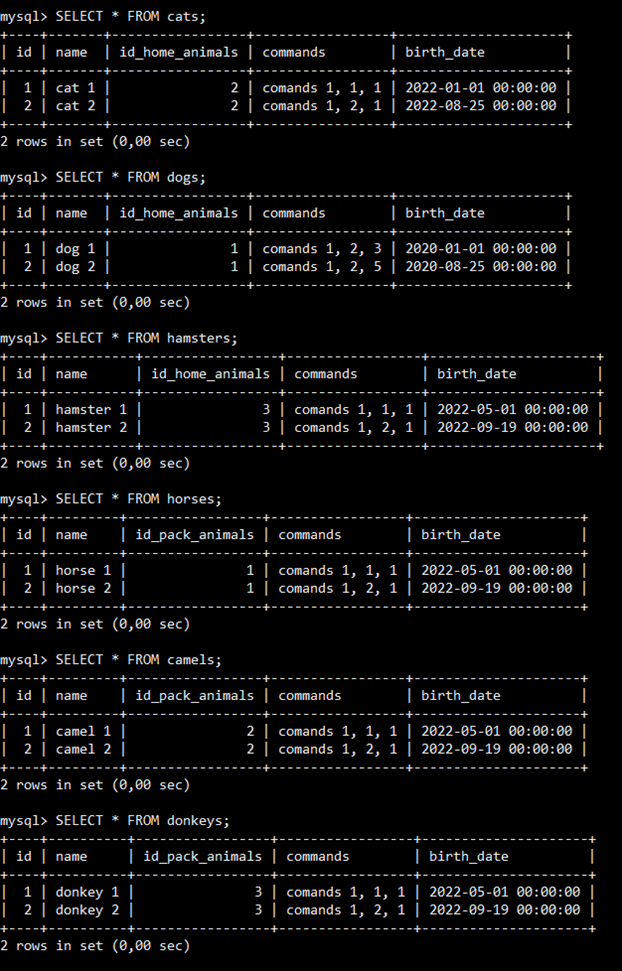 mysql> SELECT * FROM cats;
+----+-------+-----------------+-----------------+---------------------+
| id | name  | id_home_animals | commands        | birth_date          |
+----+-------+-----------------+-----------------+---------------------+
|  1 | cat 1 |               2 | comands 1, 1, 1 | 2022-01-01 00:00:00 |
|  2 | cat 2 |               2 | comands 1, 2, 1 | 2022-08-25 00:00:00 |
+----+-------+-----------------+-----------------+---------------------+
2 rows in set (0,00 sec)

mysql> SELECT * FROM dogs;
+----+-------+-----------------+-----------------+---------------------+
| id | name  | id_home_animals | commands        | birth_date          |
+----+-------+-----------------+-----------------+---------------------+
|  1 | dog 1 |               1 | comands 1, 2, 3 | 2020-01-01 00:00:00 |
|  2 | dog 2 |               1 | comands 1, 2, 5 | 2020-08-25 00:00:00 |
+----+-------+-----------------+-----------------+---------------------+
2 rows in set (0,00 sec)

mysql> SELECT * FROM hamsters;
+----+-----------+-----------------+-----------------+---------------------+
| id | name      | id_home_animals | commands        | birth_date          |
+----+-----------+-----------------+-----------------+---------------------+
|  1 | hamster 1 |               3 | comands 1, 1, 1 | 2022-05-01 00:00:00 |
|  2 | hamster 2 |               3 | comands 1, 2, 1 | 2022-09-19 00:00:00 |
+----+-----------+-----------------+-----------------+---------------------+
2 rows in set (0,00 sec)

mysql> SELECT * FROM horses;
+----+---------+-----------------+-----------------+---------------------+
| id | name    | id_pack_animals | commands        | birth_date          |
+----+---------+-----------------+-----------------+---------------------+
|  1 | horse 1 |               1 | comands 1, 1, 1 | 2022-05-01 00:00:00 |
|  2 | horse 2 |               1 | comands 1, 2, 1 | 2022-09-19 00:00:00 |
+----+---------+-----------------+-----------------+---------------------+
2 rows in set (0,00 sec)

mysql> SELECT * FROM camels;
+----+---------+-----------------+-----------------+---------------------+
| id | name    | id_pack_animals | commands        | birth_date          |
+----+---------+-----------------+-----------------+---------------------+
|  1 | camel 1 |               2 | comands 1, 1, 1 | 2022-05-01 00:00:00 |
|  2 | camel 2 |               2 | comands 1, 2, 1 | 2022-09-19 00:00:00 |
+----+---------+-----------------+-----------------+---------------------+
2 rows in set (0,00 sec)

mysql> SELECT * FROM donkeys;
+----+----------+-----------------+-----------------+---------------------+
| id | name     | id_pack_animals | commands        | birth_date          |
+----+----------+-----------------+-----------------+---------------------+
|  1 | donkey 1 |               3 | comands 1, 1, 1 | 2022-05-01 00:00:00 |
|  2 | donkey 2 |               3 | comands 1, 2, 1 | 2022-09-19 00:00:00 |
+----+----------+-----------------+-----------------+---------------------+
2 rows in set (0,00 sec)